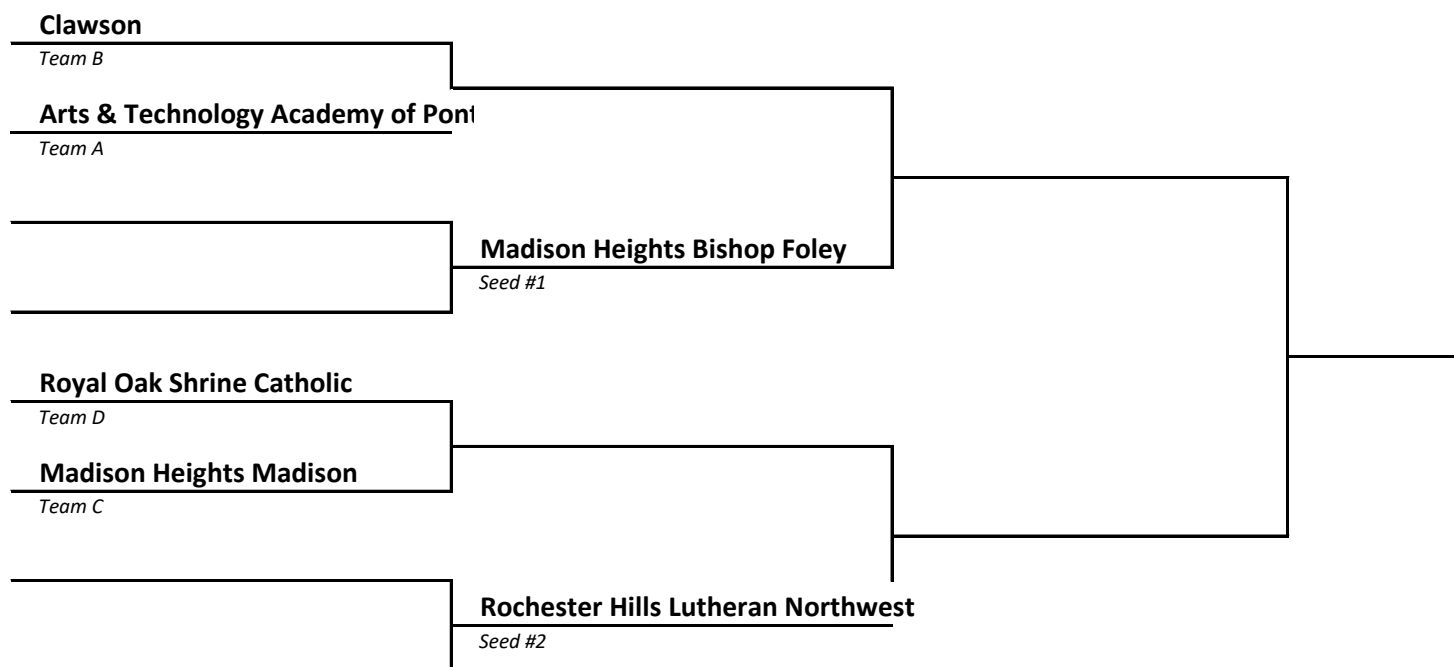 Clawson
Team B
Arts & Technology Academy of Pont
Team A
Madison Heights Bishop Foley
Seed #1
Royal Oak Shrine Catholic
Team D
Madison Heights Madison
Team C
Rochester Hills Lutheran Northwest
Seed #2